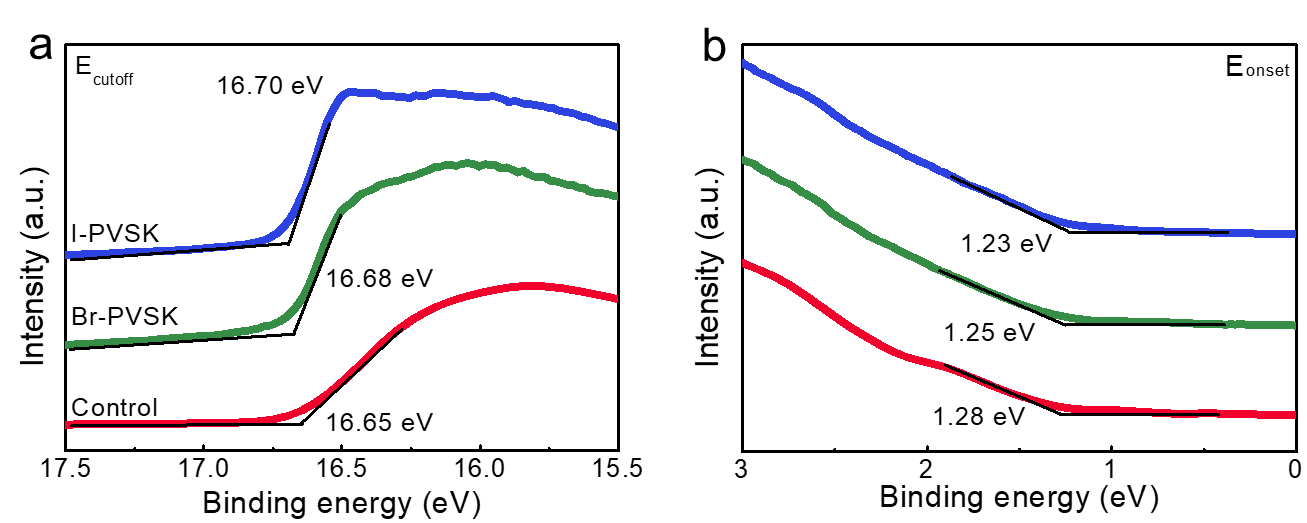 a
E cutoff
16.70 eV
I-PVSK
16.68 eV
Br-PVSK
Control
16.65 eV
Intensity (a.u.)
17.5 17.0 16.5 16.0 15.5
Binding energy (eV)
b
E onset
1.23 eV
1.25 eV
1.28 eV
Intensity (a.u.)
3 2 1 0
Binding energy (eV)